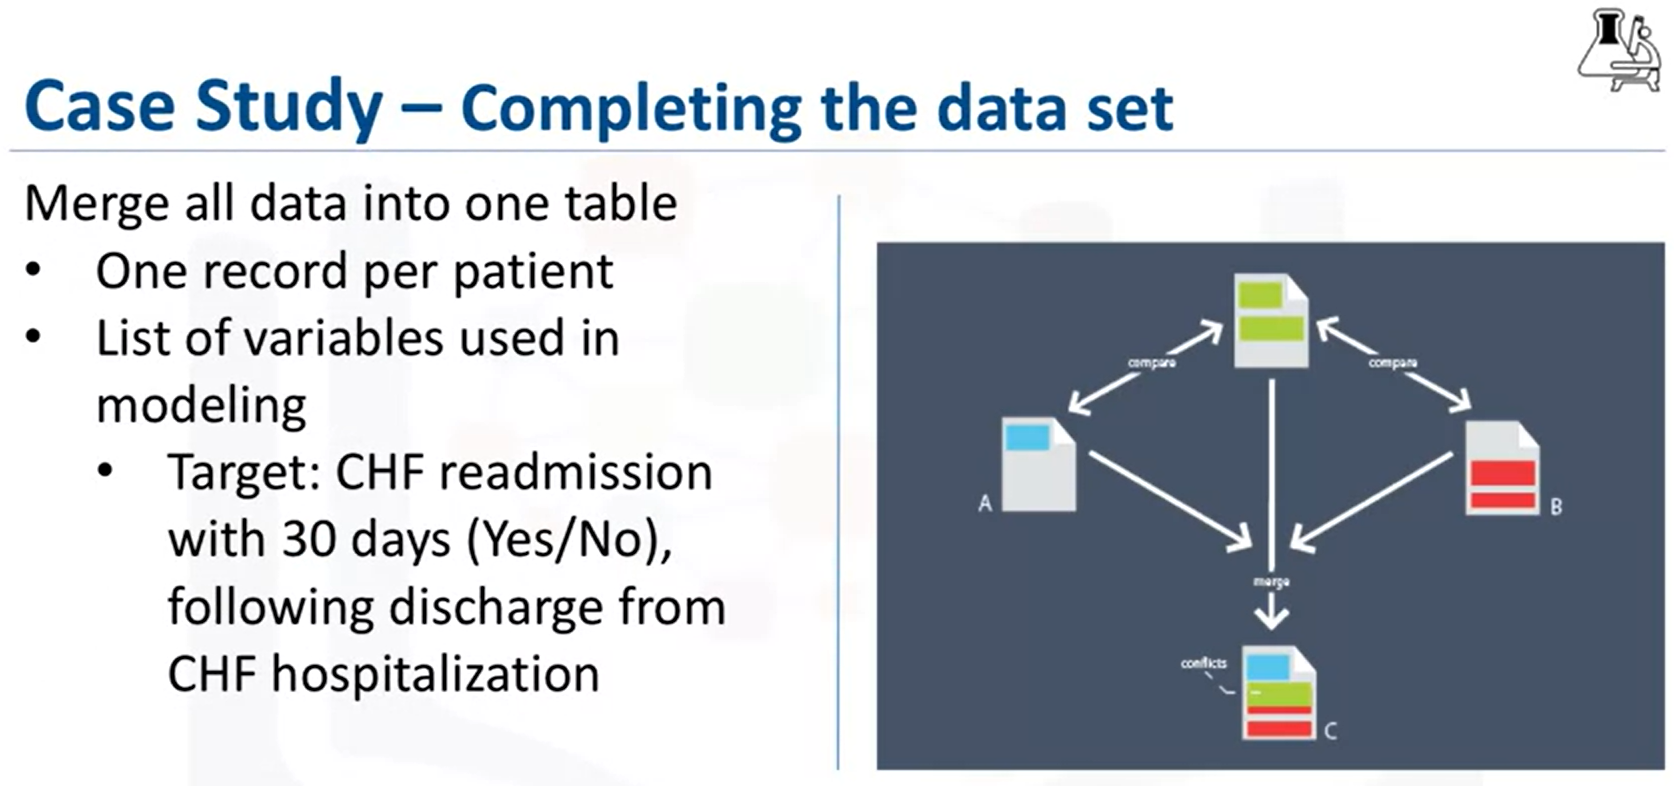 Case Study – Completing the data set
Merge all data into one table
• One record per patient
• List of variables used in
modeling
• Target: CHF readmission
with 30 days (Yes/No),
following discharge from
CHF hospitalization
compare
compare
A
B
merge
conflicts
C